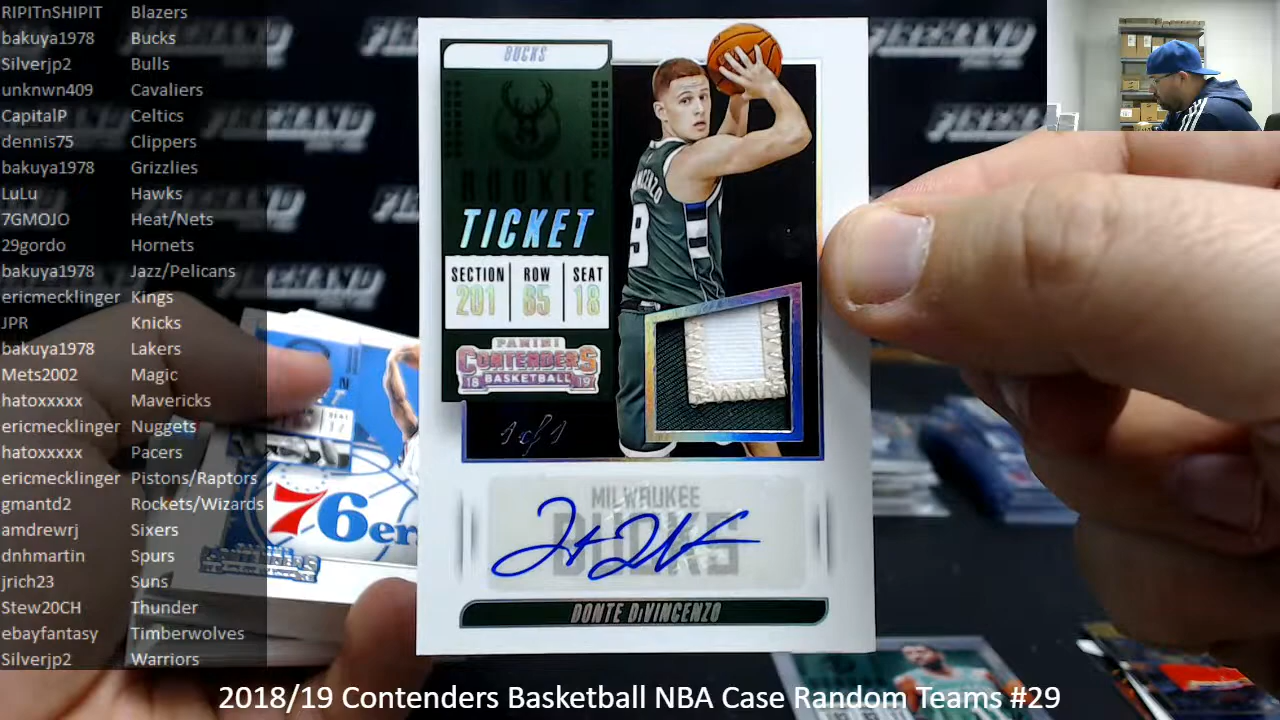 RIPITnSHIPIT Blazers
bakuya1978 Bucks
Silverjp2 Bulls
unknwn409 Cavaliers
CapitalP Celtics
dennis75 Clippers
bakuya1978 Grizzlies
LuLu Hawks
7GMOJO Heat/Nets
29gordo Hornets
bakuya1978 Jazz/Pelicans
ericmecklinger Kings
JPR Knicks
bakuya1978 Lakers
Mets2002 Magic
hatoxxxxx Mavericks
ericmecklinger Nuggets
hatoxxxxx Pacers
ericmecklinger Pistons/Raptors
gmantd2 Rockets/Wizards
amdrewrj Sixers
dnhmartin Spurs
jrich23 Suns
Stew20CH Thunder
ebayfantasy Timberwolves
Silverjp2 Warriors
BUCKS
ROOKIE
TICKET
SECTION ROW SEAT
201 85 18
PANINI
CONTENDERS
18 BASKETBALL 19
1 of 1
9
MILWAUKEE
BUCKS
DONTE DiVINCENZO
76er
2018/19 Contenders Basketball NBA Case Random Teams #29